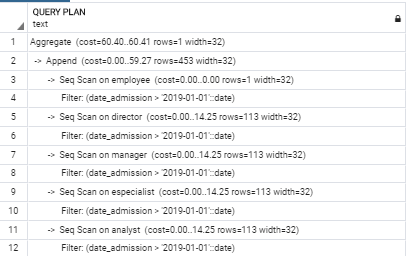 QUERY PLAN
text
1 Aggregate (cost=60.40..60.41 rows=1 width=32)
2 -> Append (cost=0.00..59.27 rows=453 width=32)
3 -> Seq Scan on employee (cost=0.00..0.00 rows=1 width=32)
4 Filter: (date_admission > '2019-01-01'::date)
5 -> Seq Scan on director (cost=0.00..14.25 rows=113 width=32)
6 Filter: (date_admission > '2019-01-01'::date)
7 -> Seq Scan on manager (cost=0.00..14.25 rows=113 width=32)
8 Filter: (date_admission > '2019-01-01'::date)
9 -> Seq Scan on especialist (cost=0.00..14.25 rows=113 width=32)
10 Filter: (date_admission > '2019-01-01'::date)
11 -> Seq Scan on analyst (cost=0.00..14.25 rows=113 width=32)
12 Filter: (date_admission > '2019-01-01'::date)